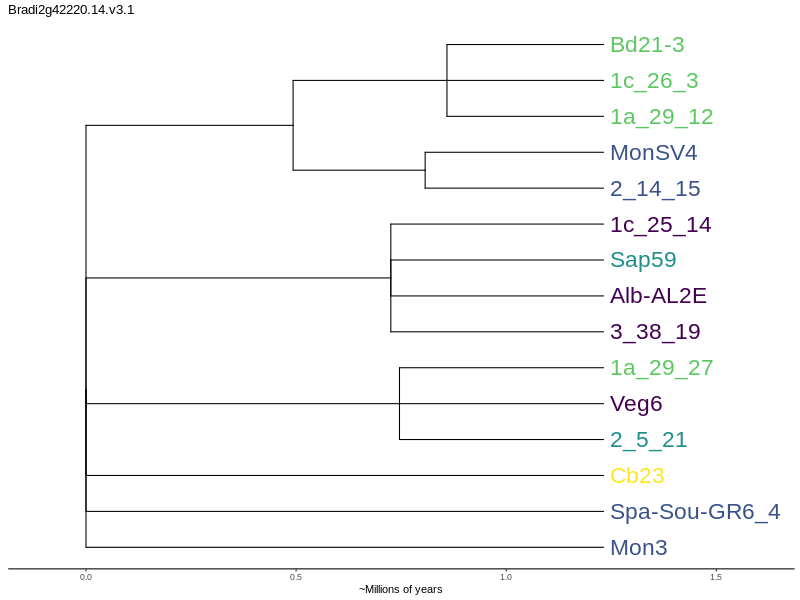 Bradi2g42220.14.v3.1
Bd21-3
1c_26_3
1a_29_12
MonSV4
2_14_15
1c_25_14
Sap59
Alb-AL2E
3_38_19
1a_29_27
Veg6
2_5_21
Cb23
Spa-Sou-GR6_4
Mon3
0.0 0.5 1.0 1.5
~Millions of years